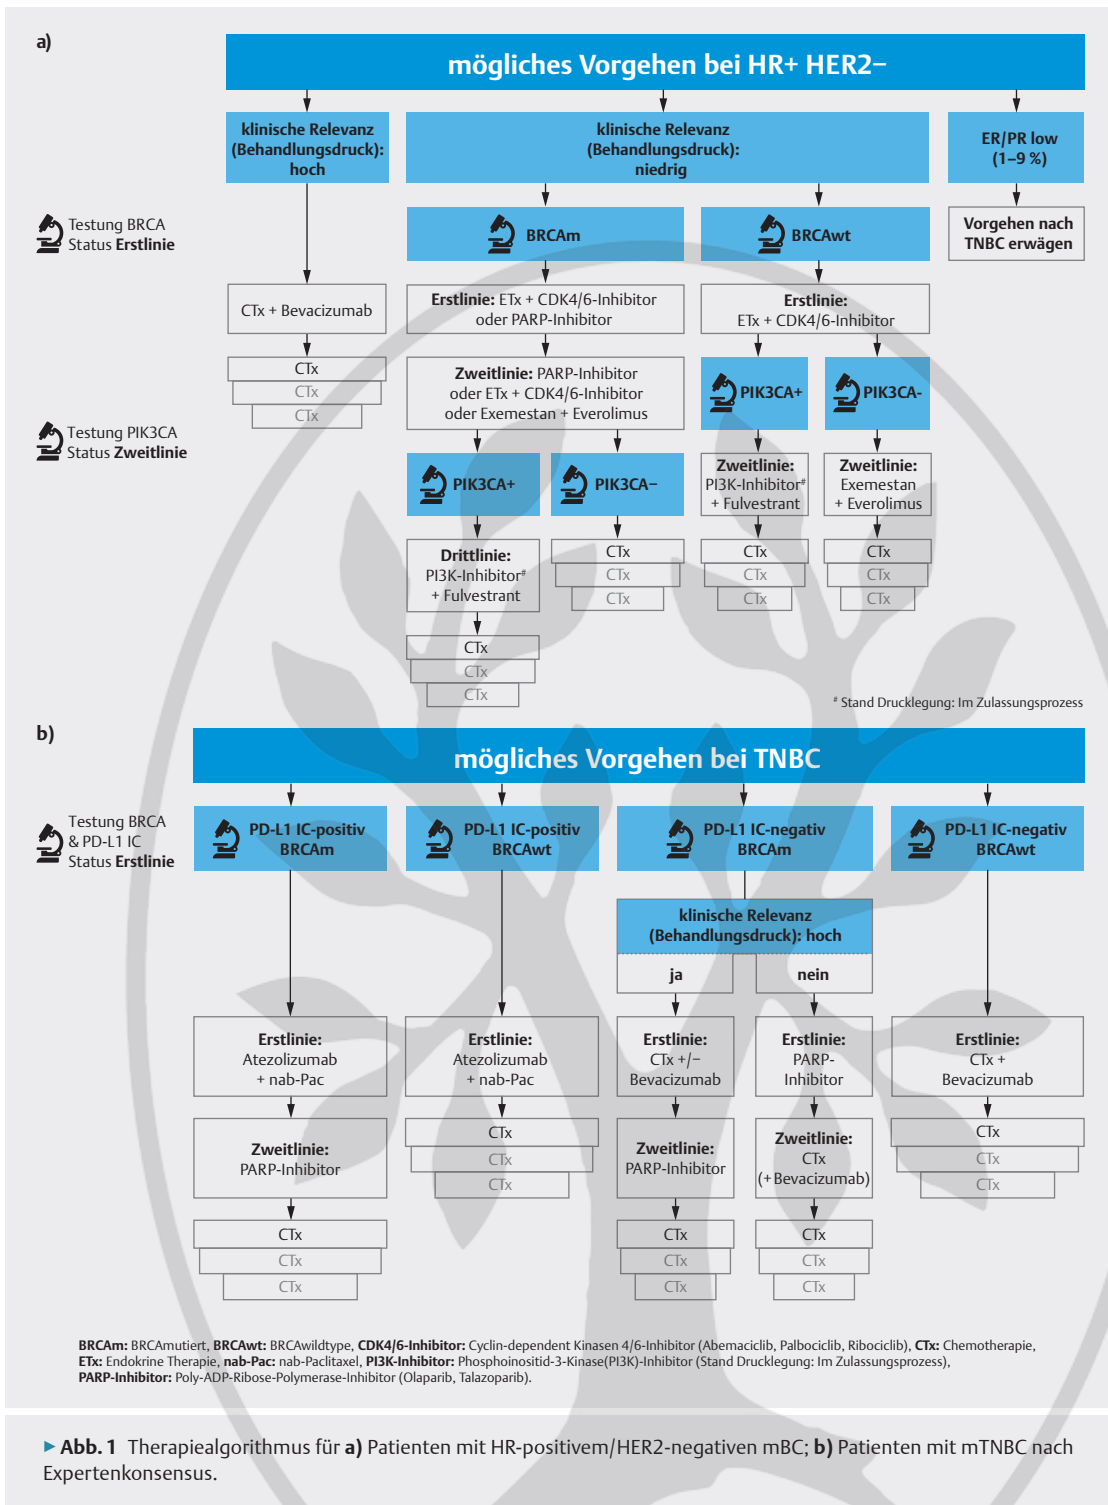 a)
mögliches Vorgehen bei HR+ HER2−
klinische Relevanz
(Behandlungsdruck):
hoch
klinische Relevanz
(Behandlungsdruck):
niedrig
ER/PR low
(1–9 %)
Testung BRCA
Status Erstlinie
BRCAm
BRCAwt
Vorgehen nach
TNBC erwägen
CTx + Bevacizumab
CTx
CTx
CTx
Erstlinie: ETx + CDK4/6-Inhibitor
oder PARP-Inhibitor
Erstlinie:
ETx + CDK4/6-Inhibitor
Zweitlinie: PARP-Inhibitor
oder ETx + CDK4/6-Inhibitor
oder Exemestan + Everolimus
PIK3CA+
PIK3CA-
Testung PIK3CA
Status Zweitlinie
PIK3CA+
PIK3CA−
Zweitlinie:
PI3K-Inhibitor#
+ Fulvestrant
Zweitlinie:
Exemestan
+ Everolimus
Drittlinie:
PI3K-Inhibitor#
+ Fulvestrant
CTx
CTx
CTx
CTx
CTx
CTx
CTx
CTx
CTx
CTx
CTx
CTx
# Stand Drucklegung: Im Zulassungsprozess
b)
mögliches Vorgehen bei TNBC
Testung BRCA
& PD-L1 IC
Status Erstlinie
PD-L1 IC-positiv
BRCAm
PD-L1 IC-positiv
BRCAwt
PD-L1 IC-negativ
BRCAm
PD-L1 IC-negativ
BRCAwt
klinische Relevanz
(Behandlungsdruck): hoch
ja
nein
Erstlinie:
Atezolizumab
+ nab-Pac
Erstlinie:
Atezolizumab
+ nab-Pac
Erstlinie:
CTx +/−
Bevacizumab
Erstlinie:
PARP-
Inhibitor
Erstlinie:
CTx +
Bevacizumab
Zweitlinie:
PARP-Inhibitor
CTx
CTx
CTx
Zweitlinie:
PARP-Inhibitor
Zweitlinie:
CTx
(+Bevacizumab)
CTx
CTx
CTx
CTx
CTx
CTx
CTx
CTx
CTx
CTx
CTx
CTx
BRCAm: BRCAmutiert, BRCAwt: BRCAwildtype, CDK4/6-Inhibitor: Cyclin-dependent Kinasen 4/6-Inhibitor (Abemaciclib, Palbociclib, Ribociclib), CTx: Chemotherapie,
ETx: Endokrine Therapie, nab-Pac: nab-Paclitaxel, PI3K-Inhibitor: Phosphoinositid-3-Kinase(PI3K)-Inhibitor (Stand Drucklegung: Im Zulassungsprozess),
PARP-Inhibitor: Poly-ADP-Ribose-Polymerase-Inhibitor (Olaparib, Talazoparib).
▶ Abb. 1 Therapiealgorithmus für a) Patienten mit HR-positivem/HER2-negativen mBC; b) Patienten mit mTNBC nach
Expertenkonsensus.